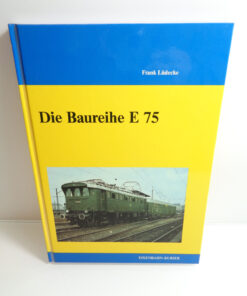 Frank Lüdecke
Die Baureihe E 75
EISENBAHN-KURIER